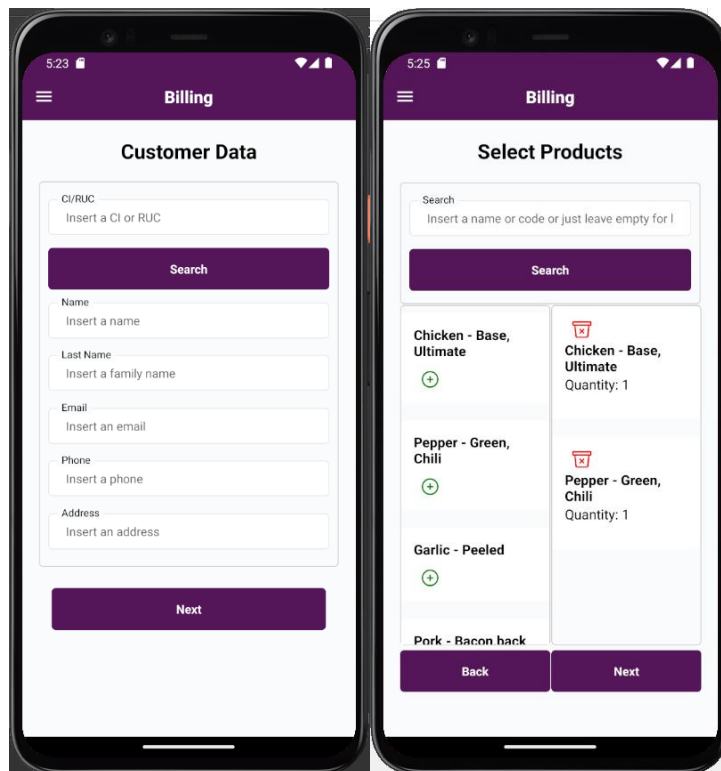 5:23
Billing
Customer Data
CI/RUC
Insert a CI or RUC
Search
Name
Insert a name
Last Name
Insert a family name
Email
Insert an email
Phone
Insert a phone
Address
Insert an address
Next
5:25
Billing
Select Products
Search
Insert a name or code or just leave empty for l
Search
Chicken - Base,
Ultimate
Pepper - Green,
Chili
Garlic - Peeled
Pork - Bacon back
Chicken - Base,
Ultimate
Quantity: 1
Pepper - Green,
Chili
Quantity: 1
Back
Next